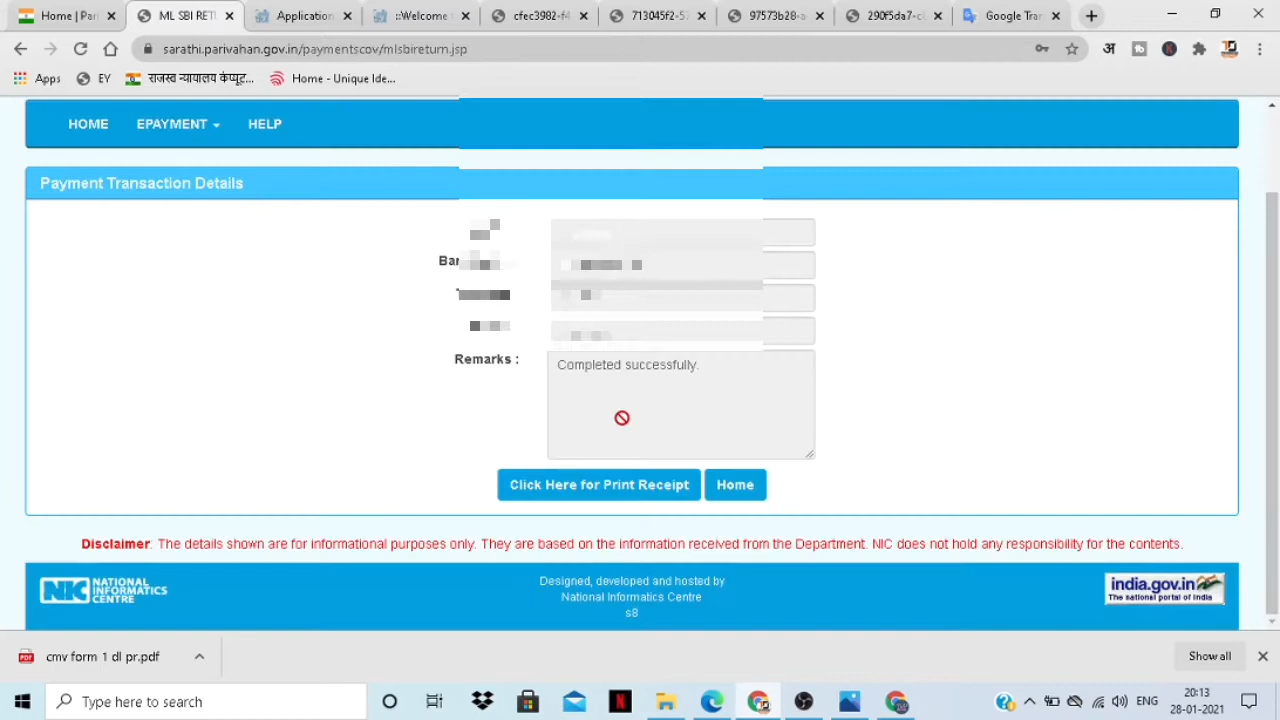 Home | Par
ML SBI RETU
Application
::Welcome
cfec3982-f4
713045f2-57
97573b28-a
290f5da7-c8
Google Tran
sarathi.parivahan.gov.in/paymentscov/mlsbireturn.jsp
Apps
EY
राजस्व न्यायालय कंप्यूट...
Home - Unique Ide...
HOME
EPAYMENT
HELP
Payment Transaction Details
Remarks :
Completed successfully.
Click Here for Print Receipt
Home
Disclaimer: The details shown are for informational purposes only. They are based on the information received from the Department. NIC does not hold any responsibility for the contents.
NIC NATIONAL INFORMATICS CENTRE
Designed, developed and hosted by
National Informatics Centre
s8
india.gov.in
The national portal of India
cmv form 1 dl pr.pdf
Show all
Type here to search
ENG
20:13
28-01-2021